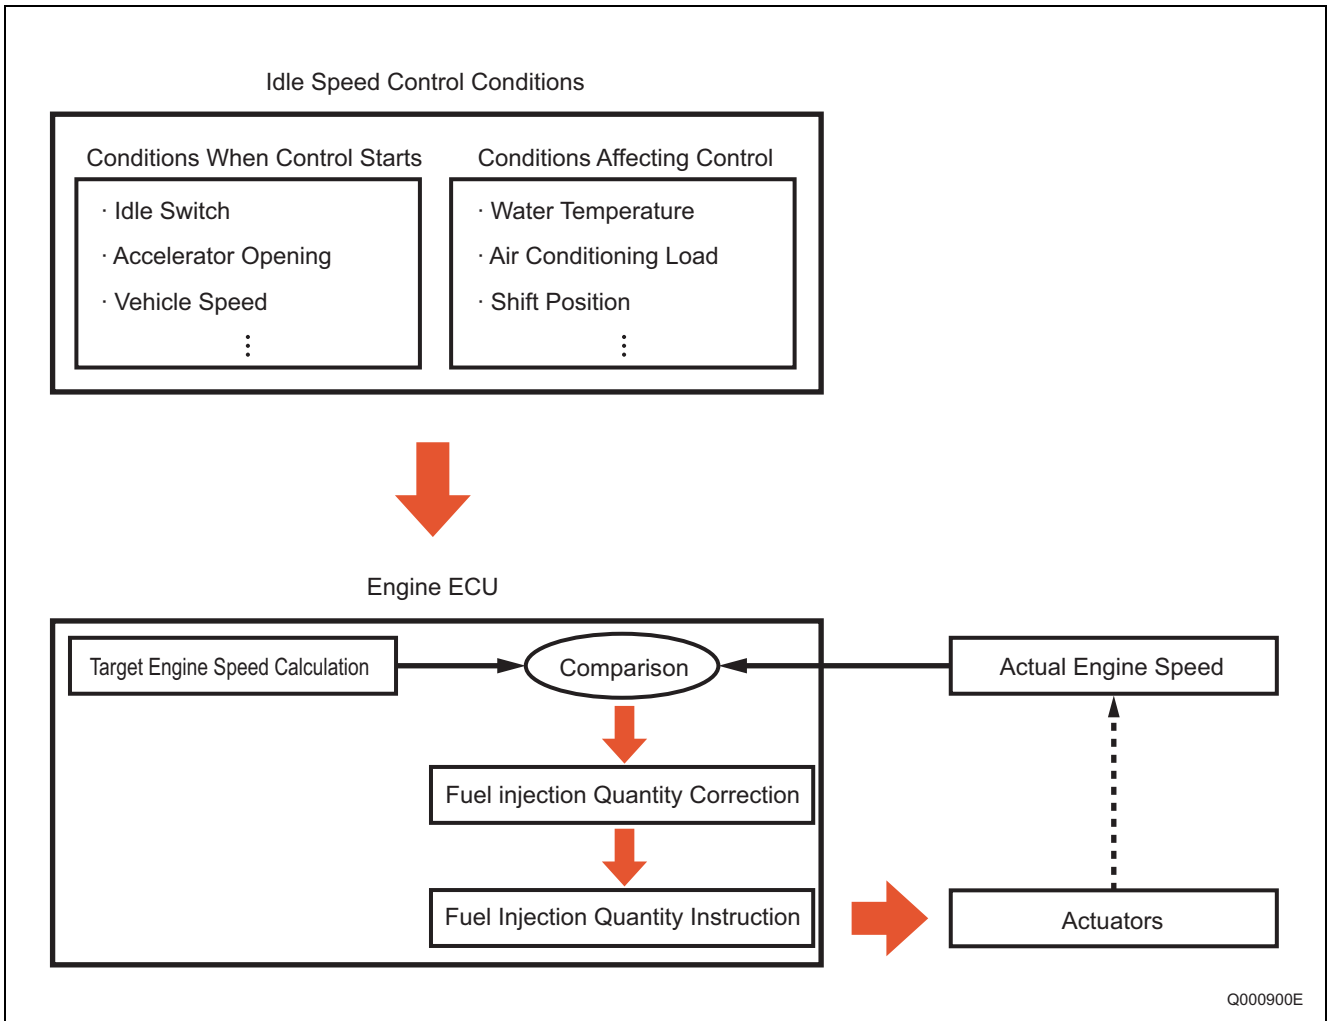 Idle Speed Control Conditions
Conditions When Control Starts
· Idle Switch
· Accelerator Opening
· Vehicle Speed
⋮
Conditions Affecting Control
· Water Temperature
· Air Conditioning Load
· Shift Position
⋮
Engine ECU
Target Engine Speed Calculation
Comparison
Actual Engine Speed
Fuel injection Quantity Correction
Fuel Injection Quantity Instruction
Actuators
Q000900E